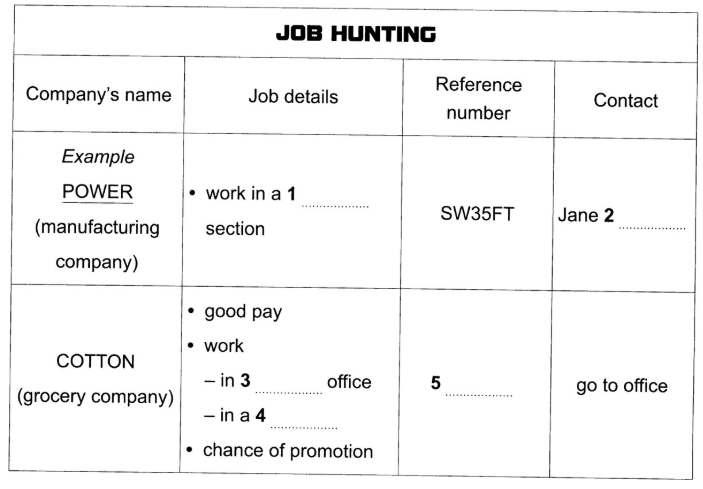 JOB HUNTING
Company's name
Job details
Reference
number
Contact
Example
POWER
(manufacturing
company)
• work in a 1 ..................
section
SW35FT
Jane 2 ..................
COTTON
(grocery company)
• good pay
• work
– in 3 .................. office
– in a 4 ..................
• chance of promotion
5 ..................
go to office